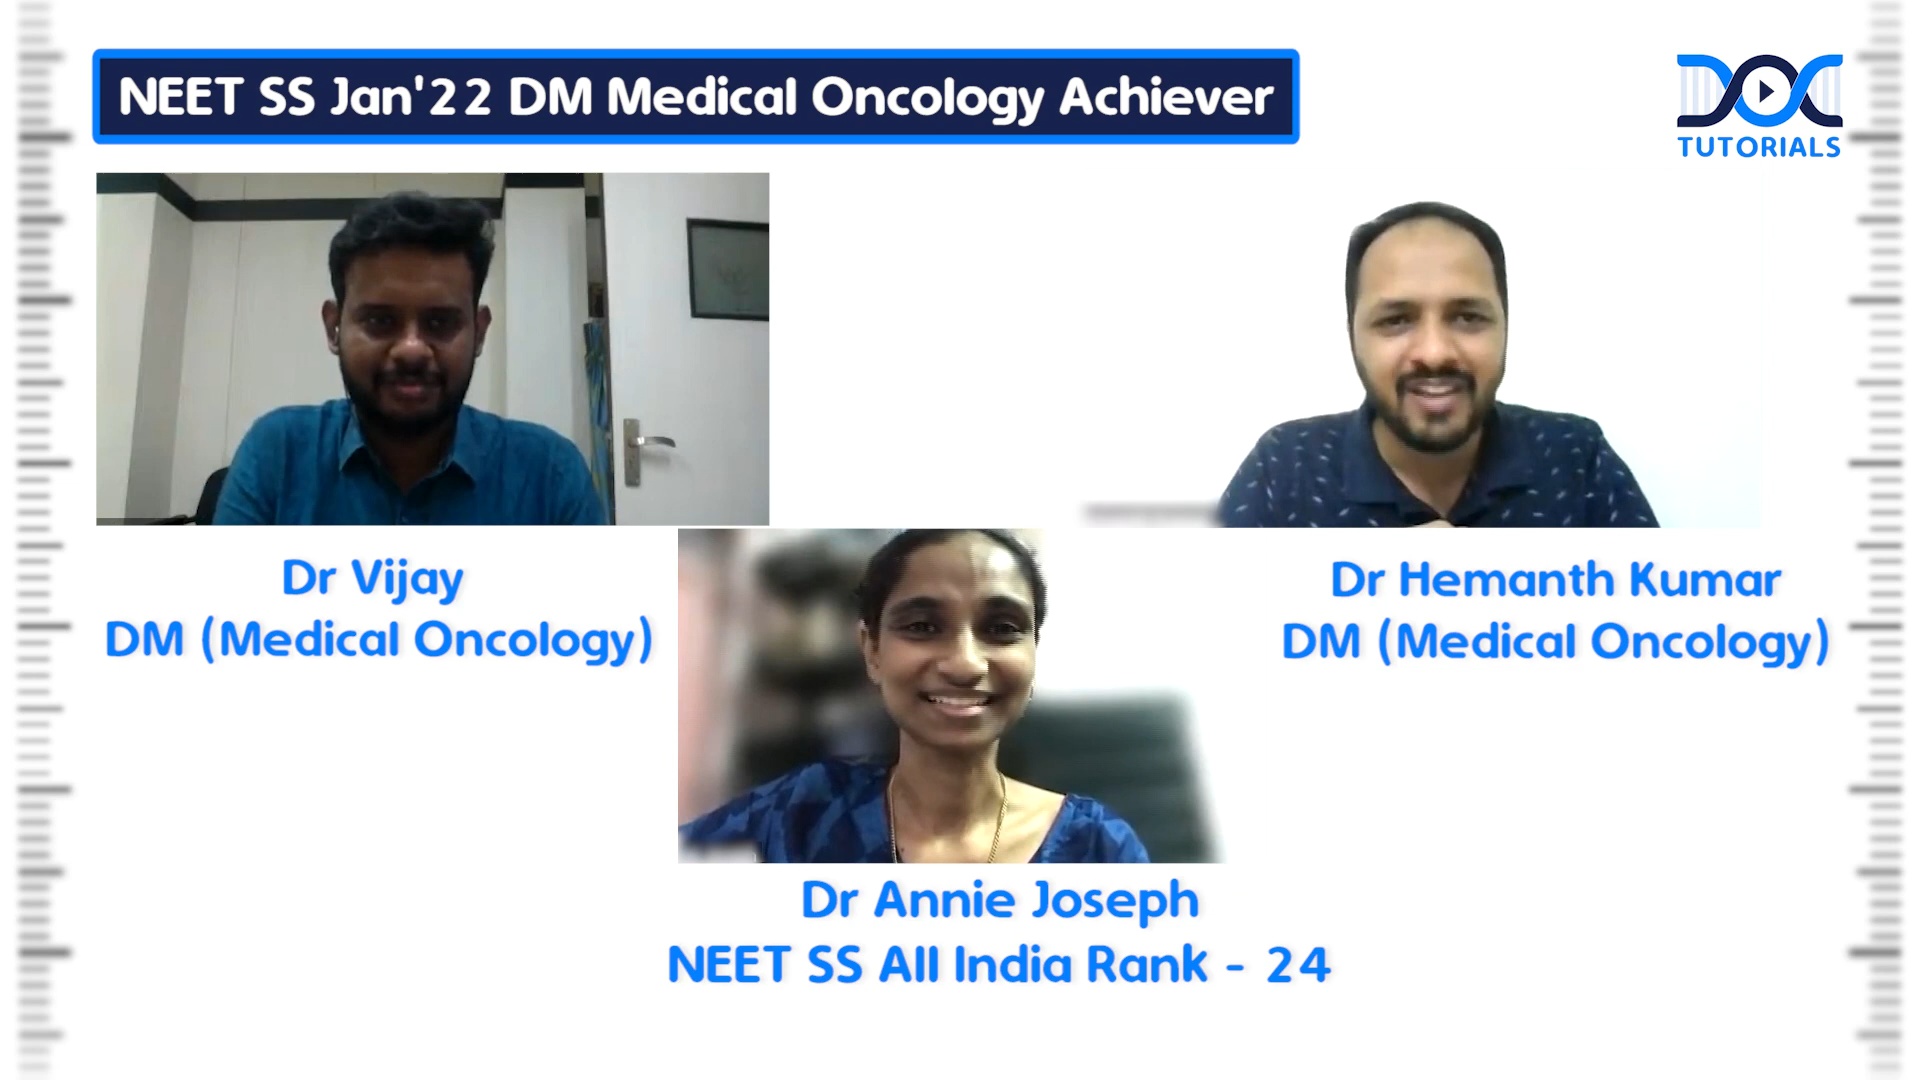 NEET SS Jan'22 DM Medical Oncology Achiever
DOC
TUTORIALS
Dr Vijay
DM (Medical Oncology)
Dr Hemanth Kumar
DM (Medical Oncology)
Dr Annie Joseph
NEET SS All India Rank - 24